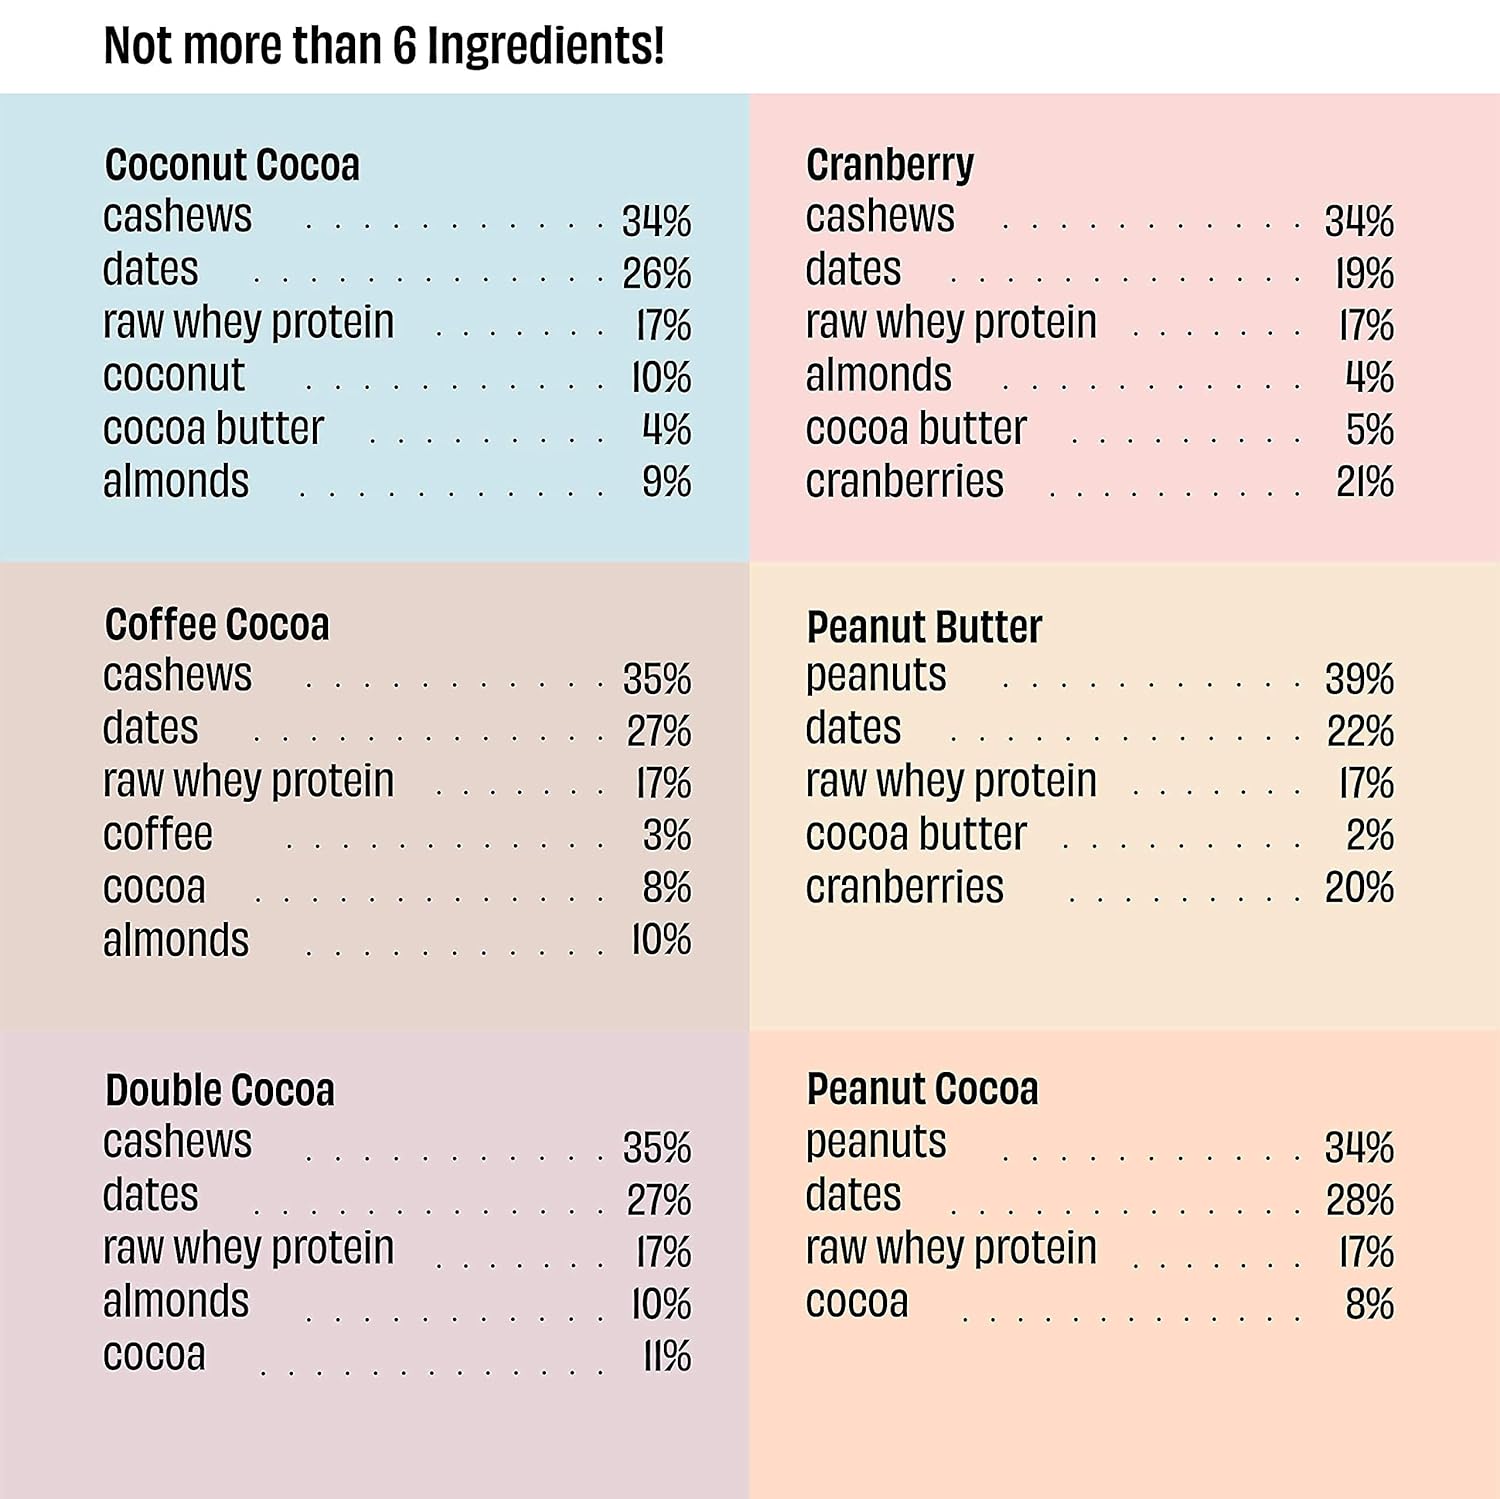 Not more than 6 Ingredients!
Coconut Cocoa
cashews . . . . . . . . . . . 34%
dates . . . . . . . . . . . . . 26%
raw whey protein . . . . . . . 17%
coconut . . . . . . . . . . . 10%
cocoa butter . . . . . . . . . 4%
almonds . . . . . . . . . . . 9%
Cranberry
cashews . . . . . . . . . . . 34%
dates . . . . . . . . . . . . . 19%
raw whey protein . . . . . . . 17%
almonds . . . . . . . . . . . 4%
cocoa butter . . . . . . . . . 5%
cranberries . . . . . . . . . . 21%
Coffee Cocoa
cashews . . . . . . . . . . . 35%
dates . . . . . . . . . . . . . 27%
raw whey protein . . . . . . . 17%
coffee . . . . . . . . . . . . 3%
cocoa . . . . . . . . . . . . . 8%
almonds . . . . . . . . . . . 10%
Peanut Butter
peanuts . . . . . . . . . . . 39%
dates . . . . . . . . . . . . . 22%
raw whey protein . . . . . . . 17%
cocoa butter . . . . . . . . . 2%
cranberries . . . . . . . . . 20%
Double Cocoa
cashews . . . . . . . . . . . 35%
dates . . . . . . . . . . . . . 27%
raw whey protein . . . . . . . 17%
almonds . . . . . . . . . . . 10%
cocoa . . . . . . . . . . . . . 11%
Peanut Cocoa
peanuts . . . . . . . . . . . 34%
dates . . . . . . . . . . . . . 28%
raw whey protein . . . . . . . 17%
cocoa . . . . . . . . . . . . . 8%